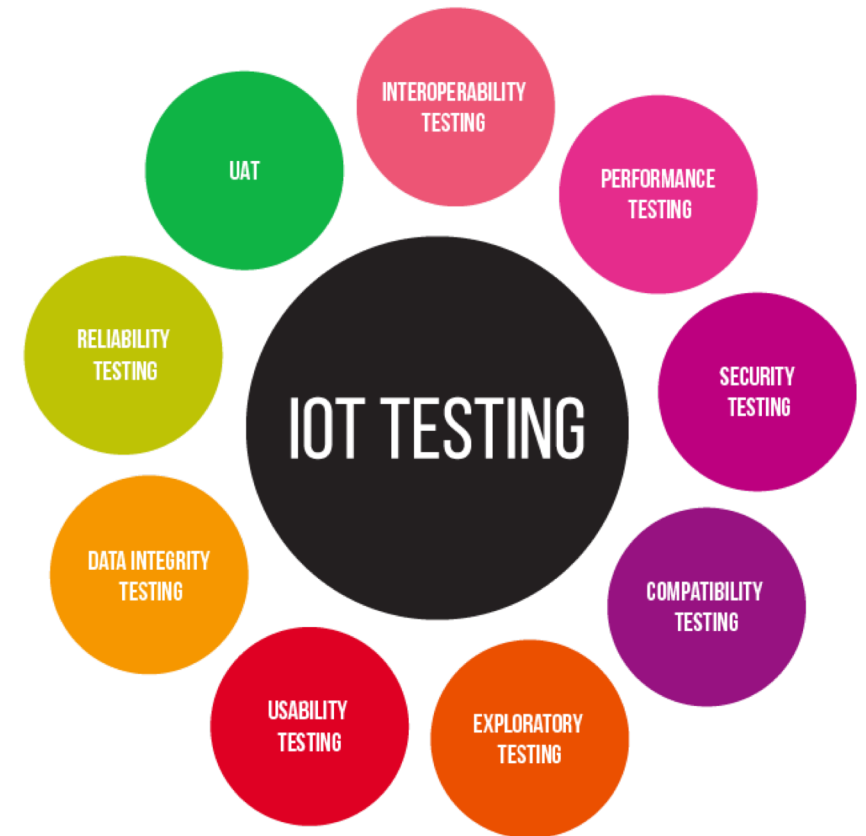 INTEROPERABILITY
TESTING
PERFORMANCE
TESTING
SECURITY
TESTING
COMPATIBILITY
TESTING
EXPLORATORY
TESTING
USABILITY
TESTING
DATA INTEGRITY
TESTING
RELIABILITY
TESTING
UAT
IOT TESTING